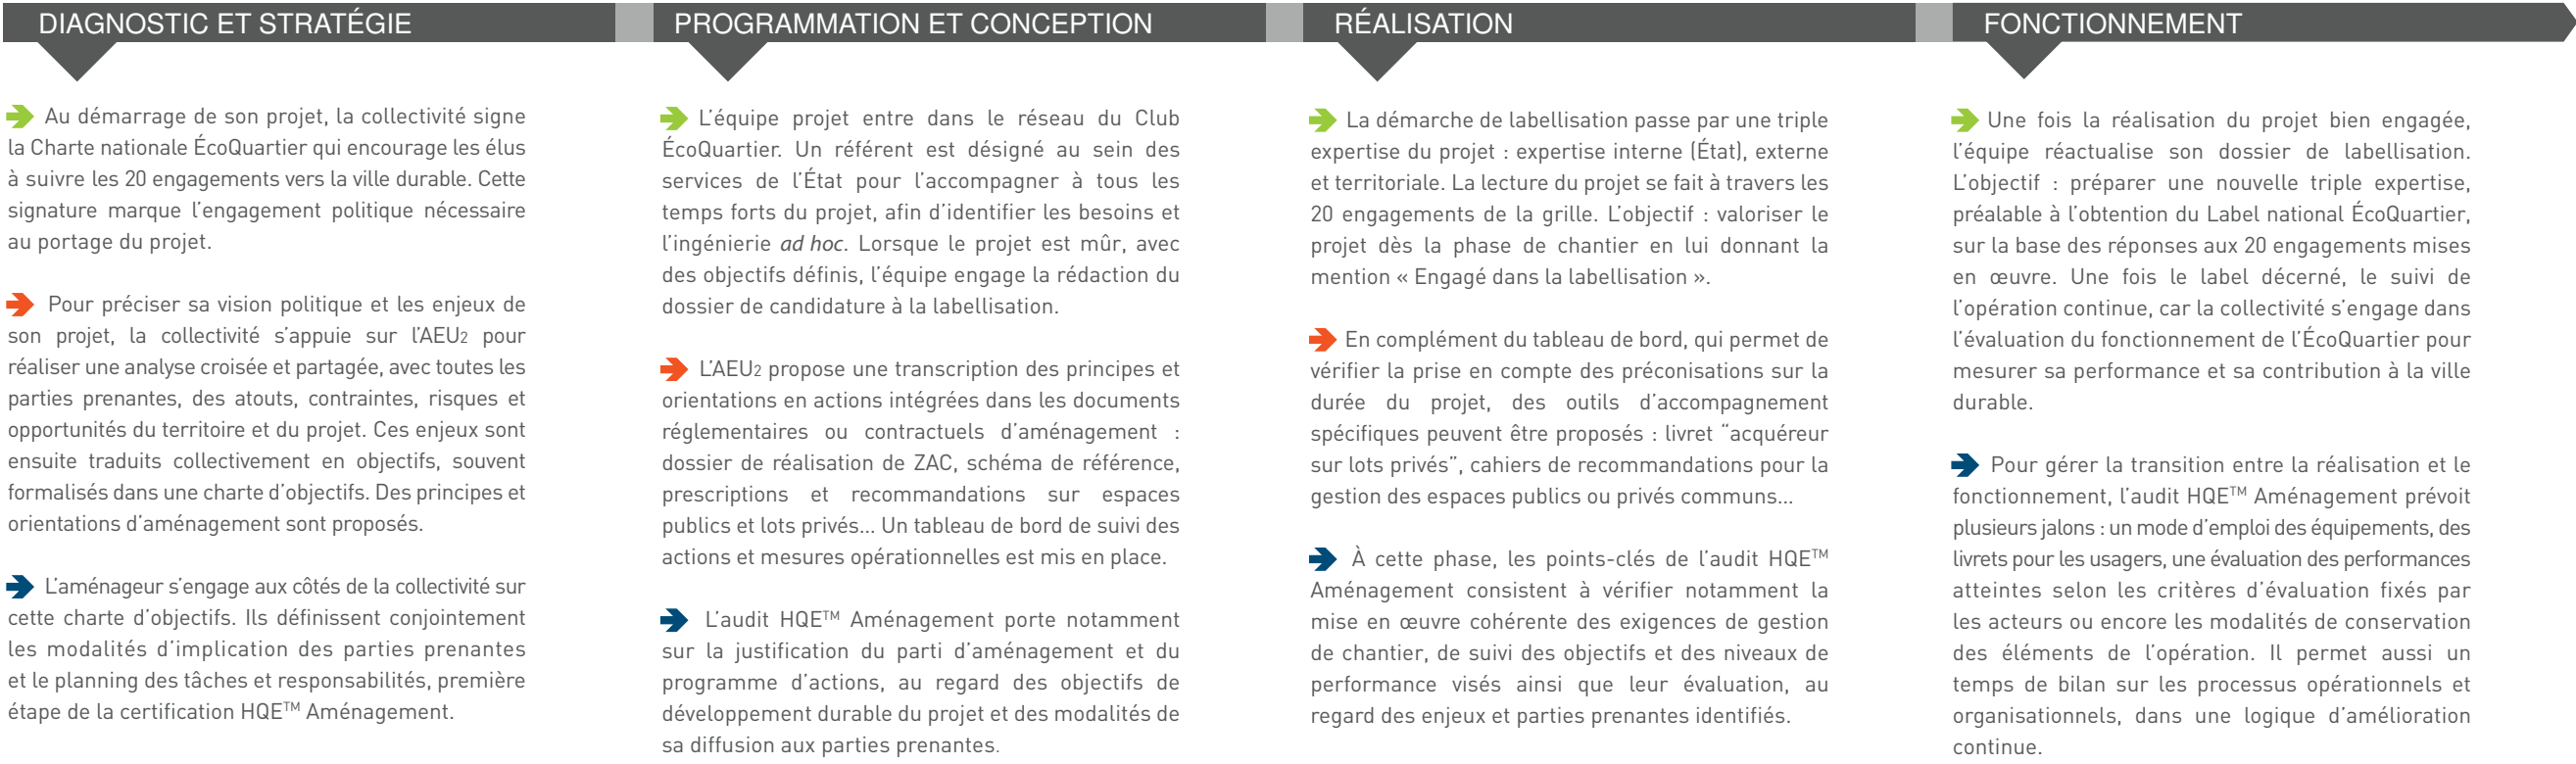 DIAGNOSTIC ET STRATÉGIE
Au démarrage de son projet, la collectivité signe
la Charte nationale ÉcoQuartier qui encourage les élus
à suivre les 20 engagements vers la ville durable. Cette
signature marque l'engagement politique nécessaire
au portage du projet.
Pour préciser sa vision politique et les enjeux de
son projet, la collectivité s'appuie sur l'AEU2 pour
réaliser une analyse croisée et partagée, avec toutes les
parties prenantes, des atouts, contraintes, risques et
opportunités du territoire et du projet. Ces enjeux sont
ensuite traduits collectivement en objectifs, souvent
formalisés dans une charte d'objectifs. Des principes et
orientations d'aménagement sont proposés.
L'aménageur s'engage aux côtés de la collectivité sur
cette charte d'objectifs. Ils définissent conjointement
les modalités d'implication des parties prenantes
et le planning des tâches et responsabilités, première
étape de la certification HQE™ Aménagement.
PROGRAMMATION ET CONCEPTION
L'équipe projet entre dans le réseau du Club
ÉcoQuartier. Un référent est désigné au sein des
services de l'État pour l'accompagner à tous les
temps forts du projet, afin d'identifier les besoins et
l'ingénierie ad hoc. Lorsque le projet est mûr, avec
des objectifs définis, l'équipe engage la rédaction du
dossier de candidature à la labellisation.
L'AEU2 propose une transcription des principes et
orientations en actions intégrées dans les documents
réglementaires ou contractuels d'aménagement :
dossier de réalisation de ZAC, schéma de référence,
prescriptions et recommandations sur espaces
publics et lots privés... Un tableau de bord de suivi des
actions et mesures opérationnelles est mis en place.
L'audit HQE™ Aménagement porte notamment
sur la justification du parti d'aménagement et du
programme d'actions, au regard des objectifs de
développement durable du projet et des modalités de
sa diffusion aux parties prenantes.
RÉALISATION
La démarche de labellisation passe par une triple
expertise du projet : expertise interne (État), externe
et territoriale. La lecture du projet se fait à travers les
20 engagements de la grille. L'objectif : valoriser le
projet dès la phase de chantier en lui donnant la
mention « Engagé dans la labellisation ».
En complément du tableau de bord, qui permet de
vérifier la prise en compte des préconisations sur la
durée du projet, des outils d'accompagnement
spécifiques peuvent être proposés : livret "acquéreur
sur lots privés", cahiers de recommandations pour la
gestion des espaces publics ou privés communs...
À cette phase, les points-clés de l'audit HQE™
Aménagement consistent à vérifier notamment la
mise en œuvre cohérente des exigences de gestion
de chantier, de suivi des objectifs et des niveaux de
performance visés ainsi que leur évaluation, au
regard des enjeux et parties prenantes identifiés.
FONCTIONNEMENT
Une fois la réalisation du projet bien engagée,
l'équipe réactualise son dossier de labellisation.
L'objectif : préparer une nouvelle triple expertise,
préalable à l'obtention du Label national ÉcoQuartier,
sur la base des réponses aux 20 engagements mises
en œuvre. Une fois le label décerné, le suivi de
l'opération continue, car la collectivité s'engage dans
l'évaluation du fonctionnement de l'ÉcoQuartier pour
mesurer sa performance et sa contribution à la ville
durable.
Pour gérer la transition entre la réalisation et le
fonctionnement, l'audit HQE™ Aménagement prévoit
plusieurs jalons : un mode d'emploi des équipements, des
livrets pour les usagers, une évaluation des performances
atteintes selon les critères d'évaluation fixés par
les acteurs ou encore les modalités de conservation
des éléments de l'opération. Il permet aussi un
temps de bilan sur les processus opérationnels et
organisationnels, dans une logique d'amélioration
continue.